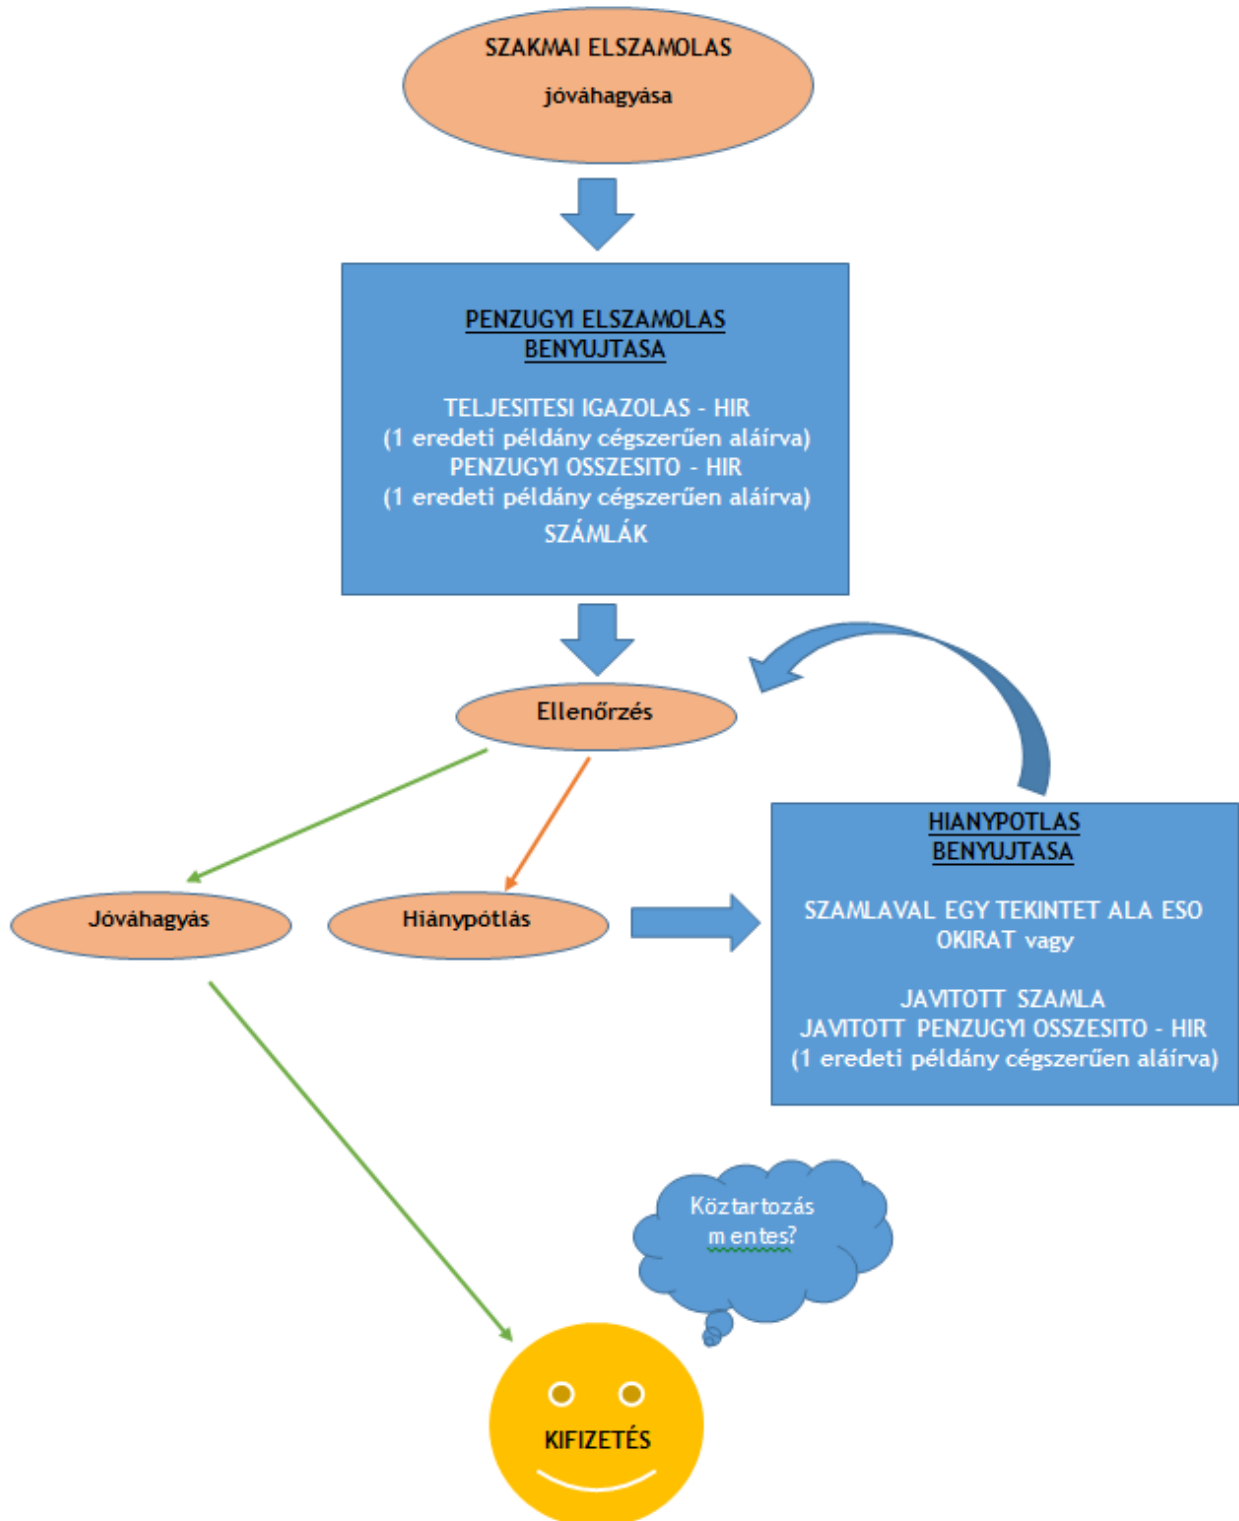 SZAKMAI ELSZAMOLAS
jóváhagyása
PENZUGYI ELSZAMOLAS
BENYUJTASA
TELJESITESI IGAZOLAS - HIR
(1 eredeti példány cégszerűen aláírva)
PENZUGYI OSSZESITO - HIR
(1 eredeti példány cégszerűen aláírva)
SZÁMLÁK
Ellenőrzés
Jóváhagyás
Hiánypótlás
HIANYPOTLAS
BENYUJTASA
SZAMLAVAL EGY TEKINTET ALA ESO
OKIRAT vagy
JAVITOTT SZAMLA
JAVITOTT PENZUGYI OSSZESITO - HIR
(1 eredeti példány cégszerűen aláírva)
Köztartozás
mentes?
KIFIZETÉS